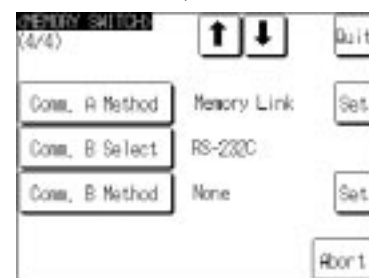 <MEMORY SWITCH>
(4/4)
Quit
Comm. A Method Memory Link Set
Comm. B Select RS-232C
Comm. B Method None Set
Abort